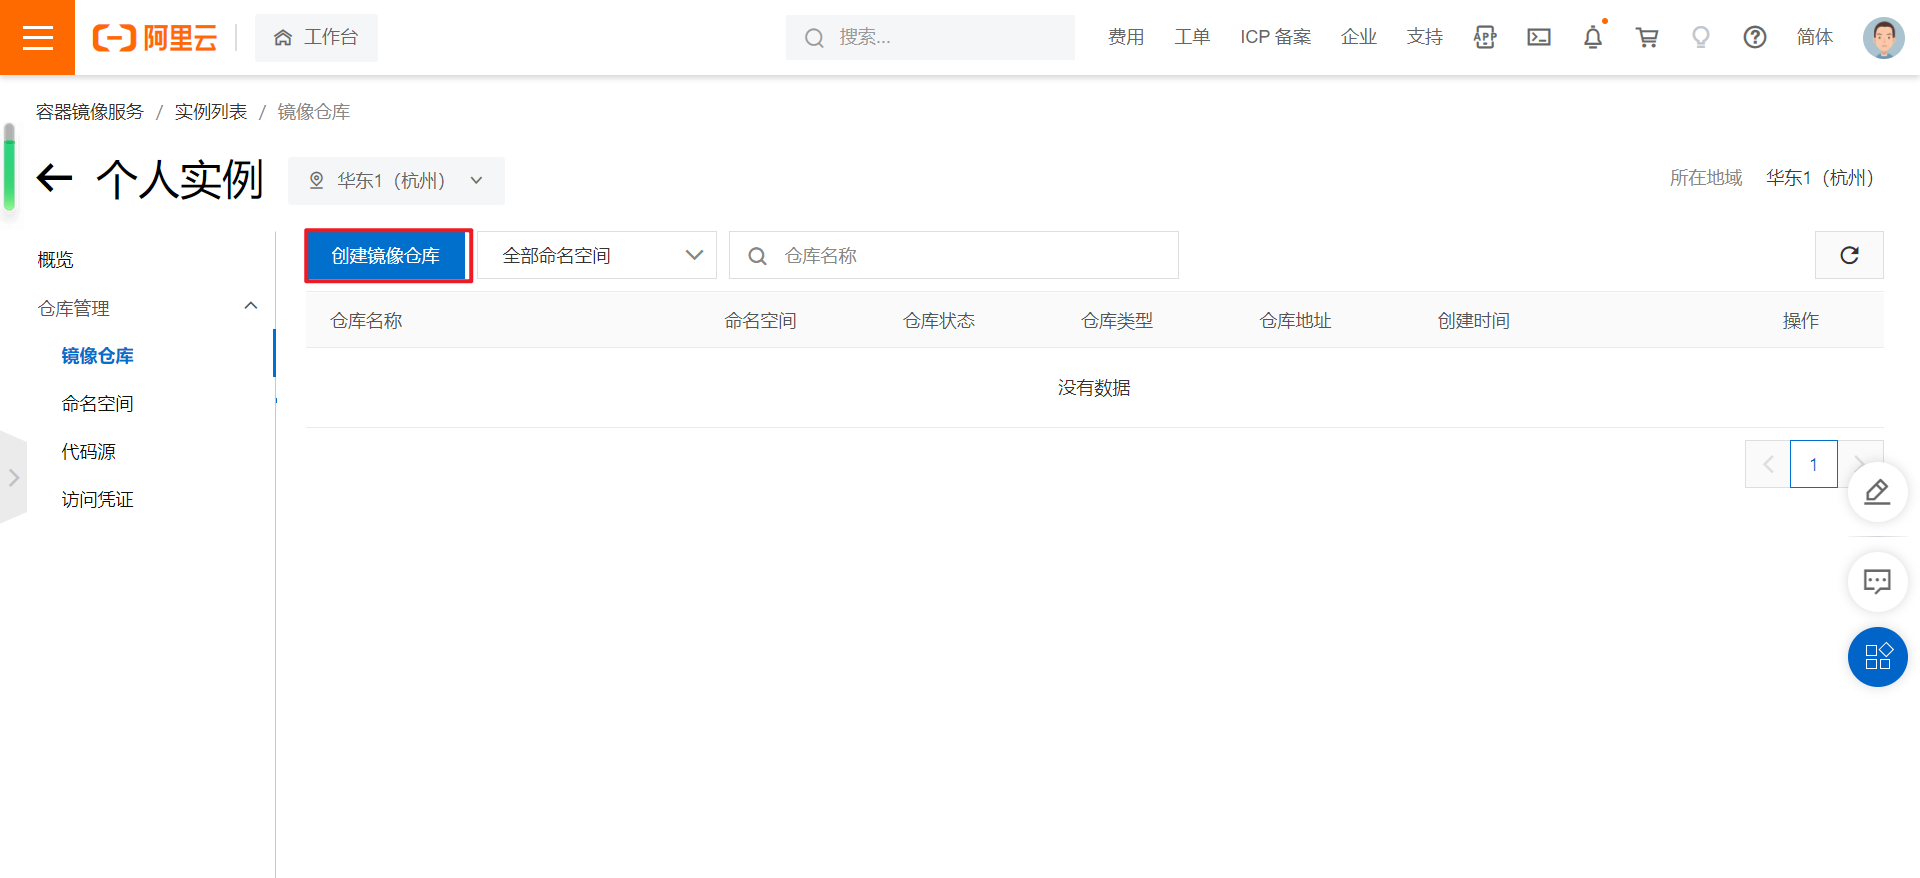 阿里云 工作台 搜索... 费用 工单 ICP 备案 企业 支持 APP 简体
容器镜像服务 / 实例列表 / 镜像仓库
个人实例 华东1（杭州） 所在地域 华东1（杭州）
概览
仓库管理
镜像仓库
命名空间
代码源
访问凭证
创建镜像仓库 全部命名空间 仓库名称
仓库名称 命名空间 仓库状态 仓库类型 仓库地址 创建时间 操作
没有数据
1